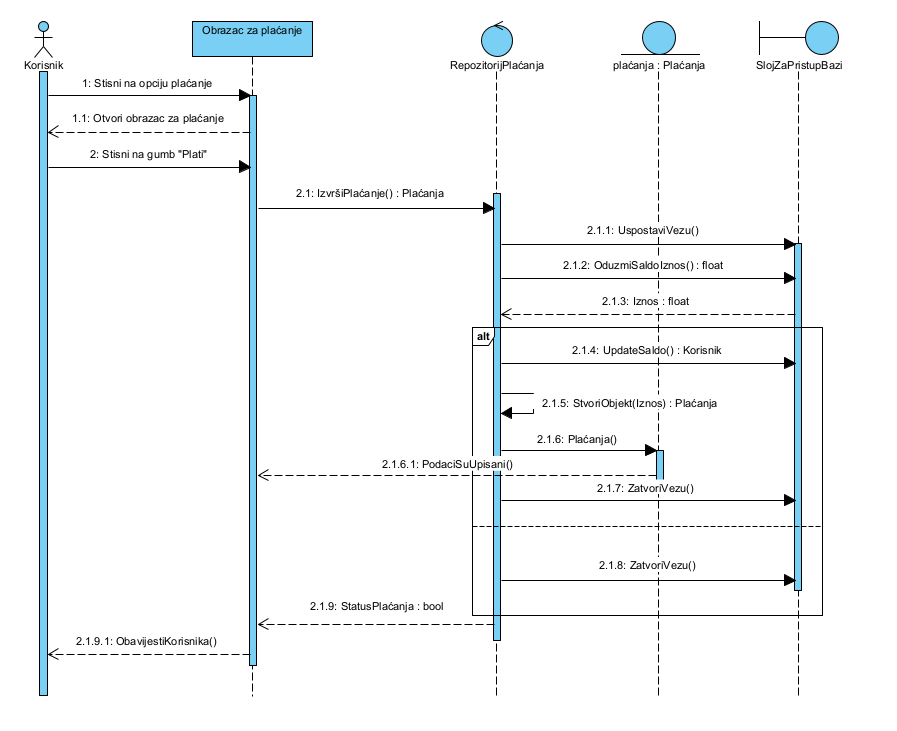 Obrazac za plaćanje
Korisnik
RepozitorijPlaćanja
plaćanja : Plaćanja
SlojZaPristupBazi
1: Stisni na opciju plaćanje
1.1: Otvori obrazac za plaćanje
2: Stisni na gumb "Plati"
2.1: IzvršiPlaćanje() : Plaćanja
2.1.1: UspostaviVezu()
2.1.2: OduzmiSaldoIznos() : float
2.1.3: Iznos : float
alt
2.1.4: UpdateSaldo() : Korisnik
2.1.5: StvoriObjekt(Iznos) : Plaćanja
2.1.6: Plaćanja()
2.1.6.1: PodaciSuUpisani()
2.1.7: ZatvoriVezu()
2.1.8: ZatvoriVezu()
2.1.9: StatusPlaćanja : bool
2.1.9.1: ObavijestiKorisnika()